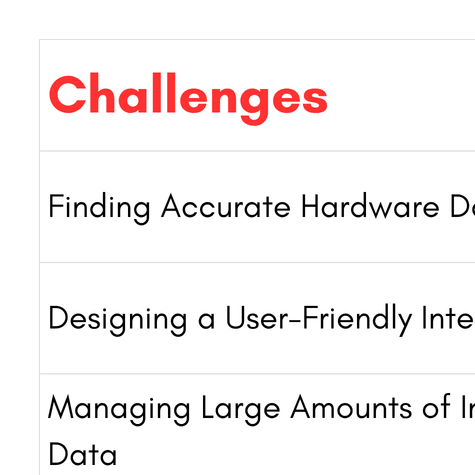 Challenges
Finding Accurate Hardware
Designing a User-Friendly
Managing Large Amounts of
Data